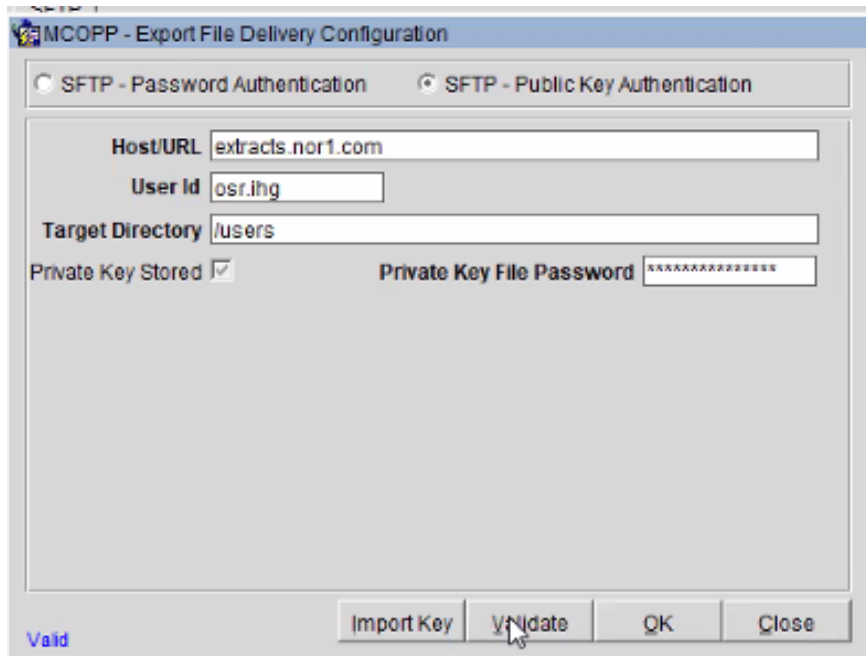 SFTP
MCOPP - Export File Delivery Configuration
SFTP - Password Authentication SFTP - Public Key Authentication
Host/URL extracts.nor1.com
User Id osr.ihg
Target Directory /users
Private Key Stored Private Key File Password ***************
Import Key Validate OK Close
Valid